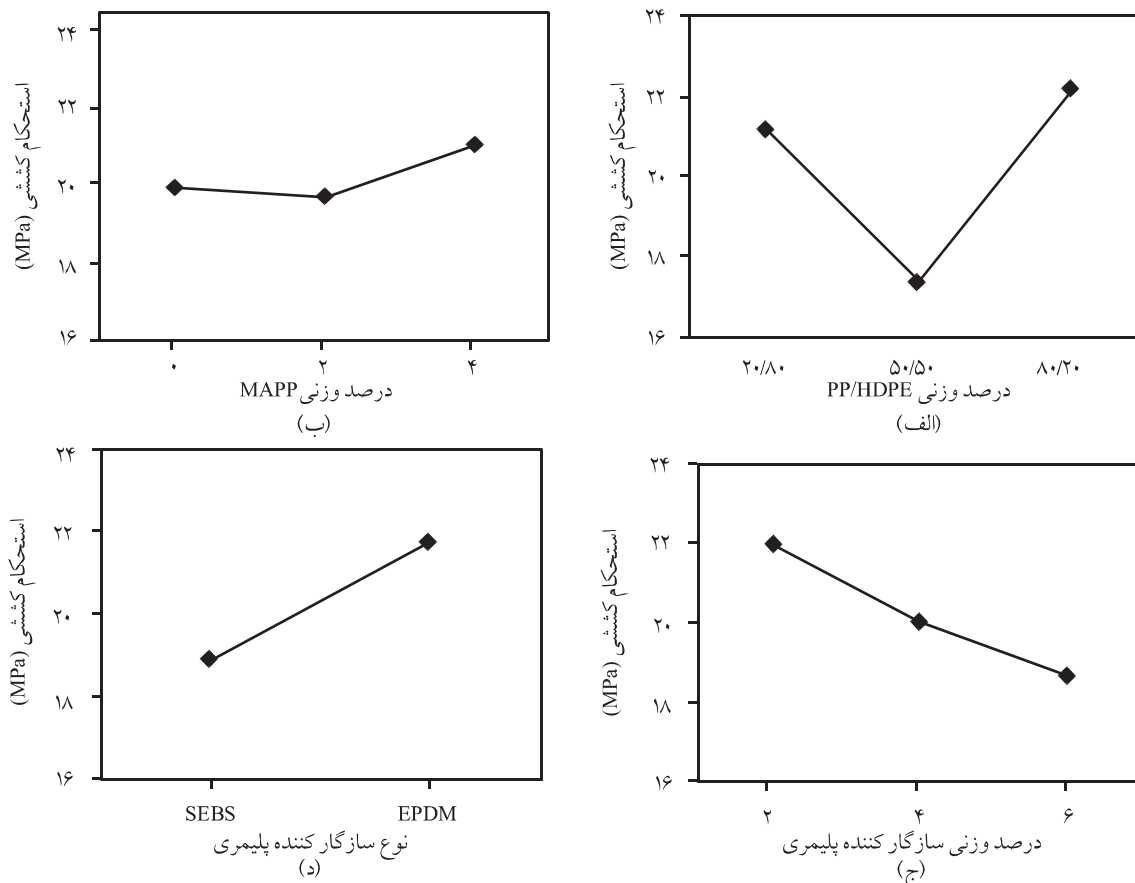 ۲۴
۲۲
۲۰
۱۸
۱۶
استحکام کششی (MPa)
۲۰/۸۰
۵۰/۵۰
۸۰/۲۰
درصد وزنی PP/HDPE
(الف)
۲۴
۲۲
۲۰
۱۸
۱۶
استحکام کششی (MPa)
۰
۲
۴
درصد وزنی MAPP
(ب)
۲۴
۲۲
۲۰
۱۸
۱۶
استحکام کششی (MPa)
۲
۴
۶
درصد وزنی سازگار کننده پلیمری
(ج)
۲۴
۲۲
۲۰
۱۸
۱۶
استحکام کششی (MPa)
SEBS
EPDM
نوع سازگار کننده پلیمری
(د)